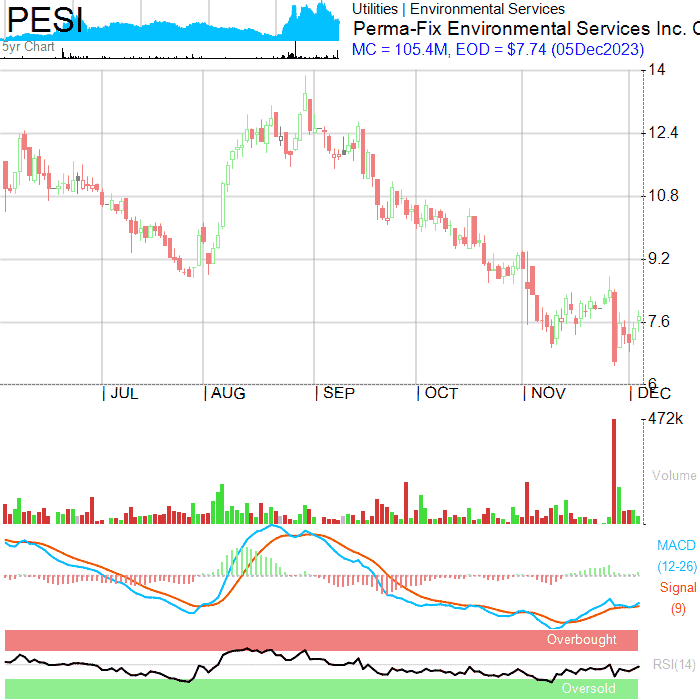 PESI
Utilities | Environmental Services
Perma-Fix Environmental Services Inc. C
5yr Chart
MC = 105.4M, EOD = $7.74 (05Dec2023)
14
12.4
10.8
9.2
7.6
6
| JUL | AUG | SEP | OCT | NOV | DEC
472k
Volume
MACD
(12-26)
Signal
(9)
Overbought
RSI(14)
Oversold